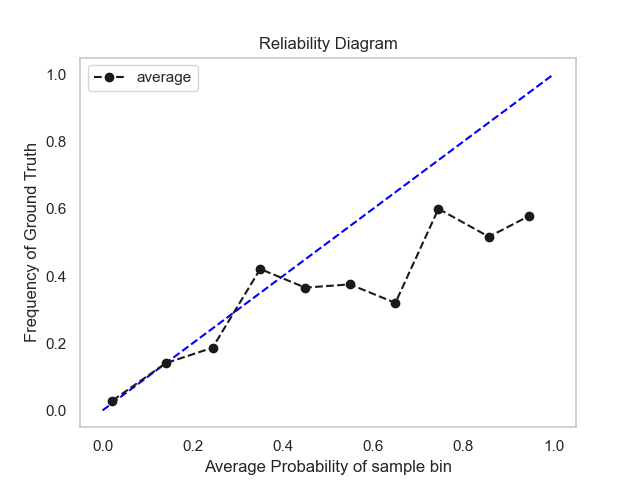 Reliability Diagram
average
Frequency of Ground Truth
1.0
0.8
0.6
0.4
0.2
0.0
0.0 0.2 0.4 0.6 0.8 1.0
Average Probability of sample bin